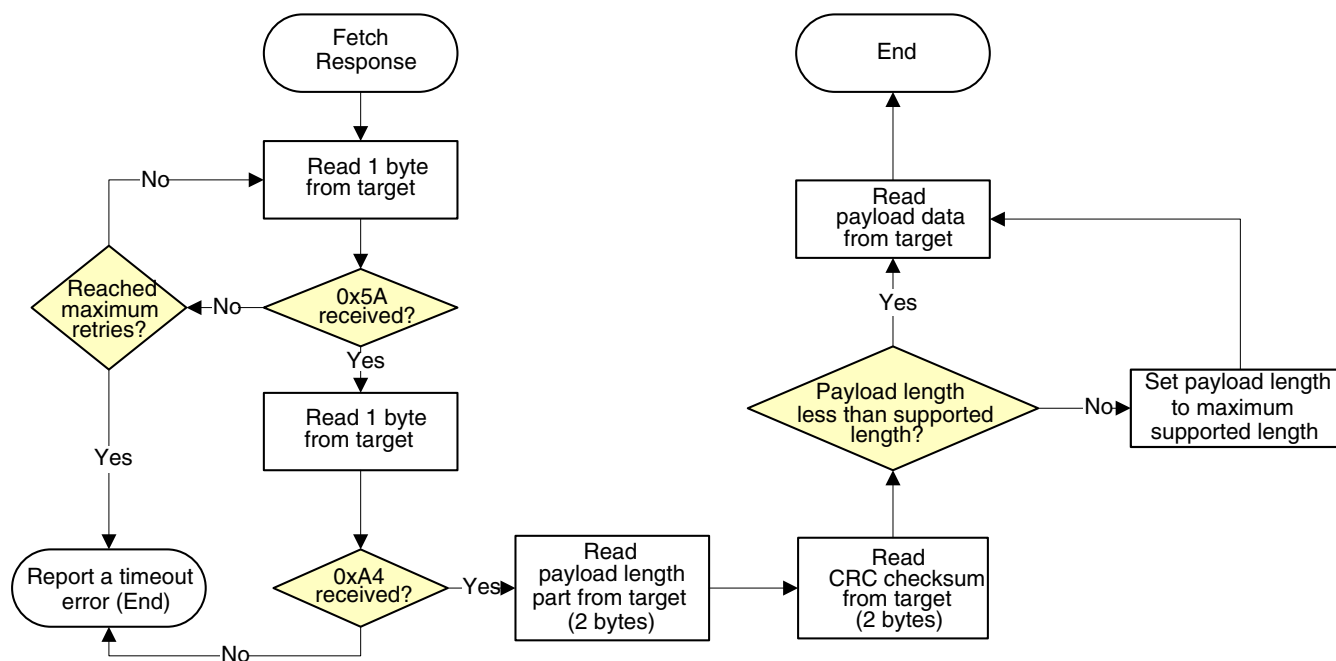 Fetch
Response
End
Read 1 byte
from target
No
Read
payload data
from target
Reached
maximum
retries?
No
0x5A
received?
Yes
Yes
Read 1 byte
from target
Payload length
less than supported
length?
No
Set payload length
to maximum
supported length
Yes
Report a timeout
error (End)
0xA4
received?
Yes
Read
payload length
part from target
(2 bytes)
Read
CRC checksum
from target
(2 bytes)
No